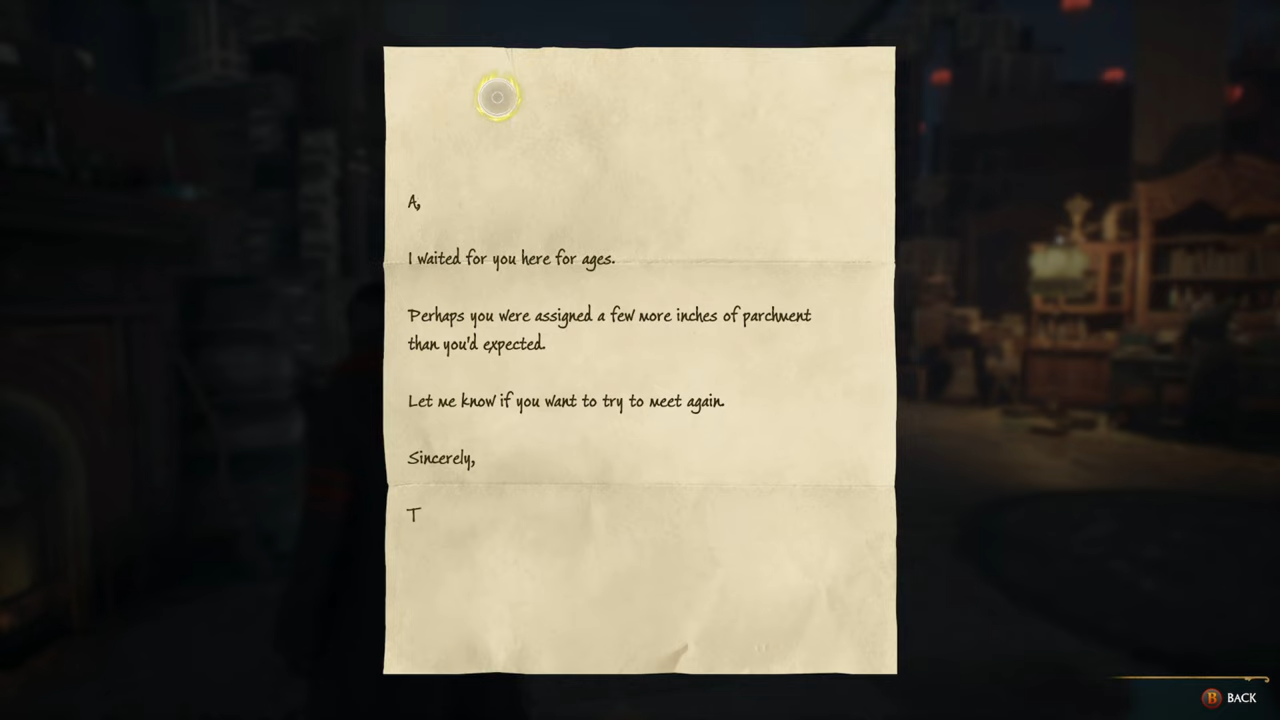 A,
I waited for you here for ages.
Perhaps you were assigned a few more inches of parchment
than you'd expected.
Let me know if you want to try to meet again.
Sincerely,
T
B BACK